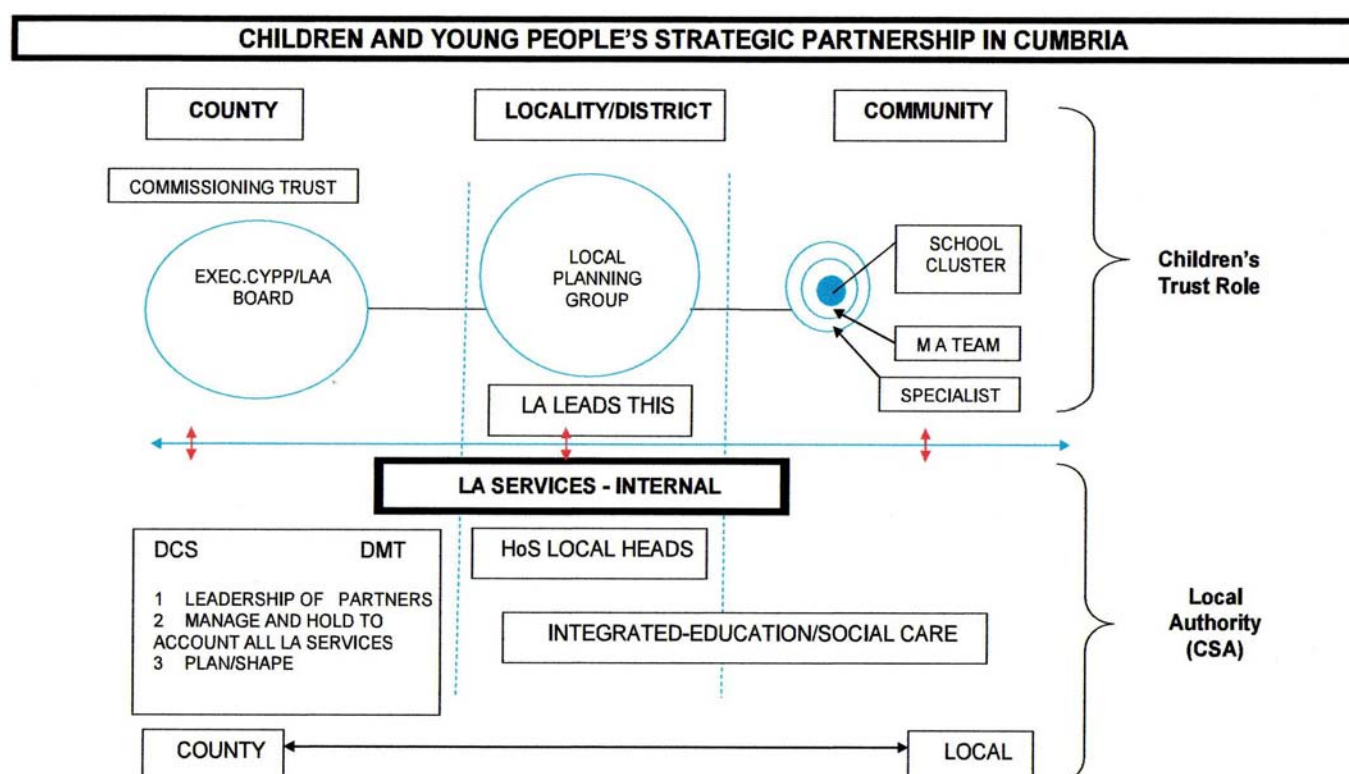 CHILDREN AND YOUNG PEOPLE'S STRATEGIC PARTNERSHIP IN CUMBRIA
COUNTY
LOCALITY/DISTRICT
COMMUNITY
COMMISSIONING TRUST
EXEC.CYPP/LAA
BOARD
LOCAL
PLANNING
GROUP
SCHOOL
CLUSTER
M A TEAM
SPECIALIST
Children's
Trust Role
LA LEADS THIS
LA SERVICES - INTERNAL
DCS DMT
1 LEADERSHIP OF PARTNERS
2 MANAGE AND HOLD TO
ACCOUNT ALL LA SERVICES
3 PLAN/SHAPE
HoS LOCAL HEADS
INTEGRATED-EDUCATION/SOCIAL CARE
Local
Authority
(CSA)
COUNTY
LOCAL